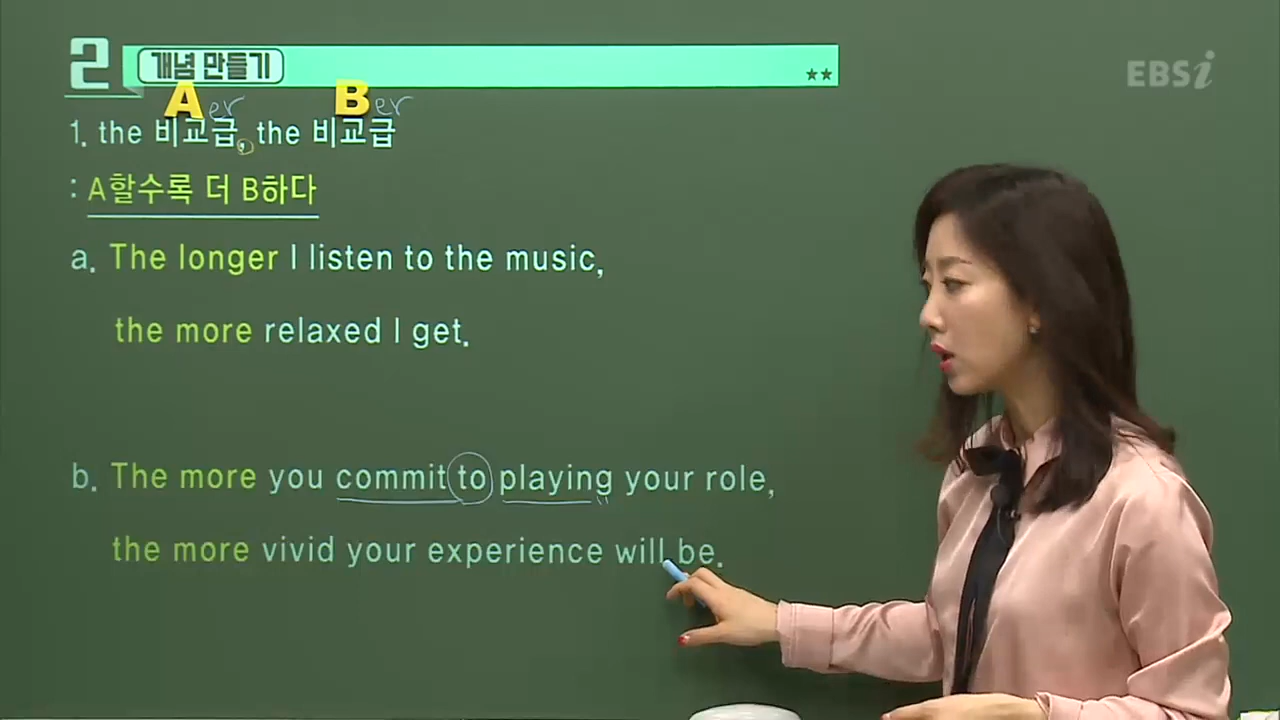 2 개념 만들기 ★★
EBSi
A er B er
1. the 비교급, the 비교급
: A할수록 더 B하다
a. The longer I listen to the music,
the more relaxed I get.
b. The more you commit to playing your role,
the more vivid your experience will be.